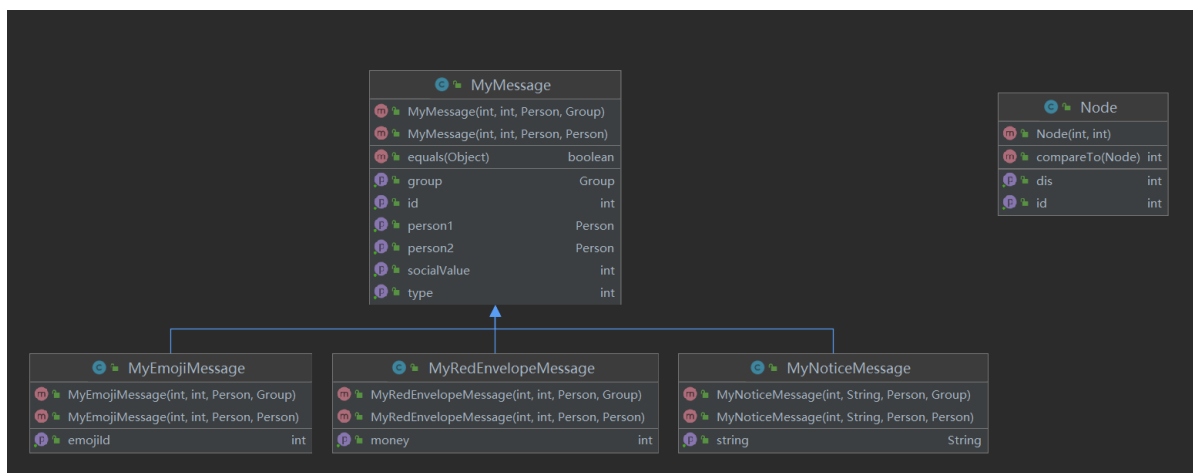 MyMessage
MyMessage(int, int, Person, Group)
MyMessage(int, int, Person, Person)
equals(Object) boolean
group Group
id int
person1 Person
person2 Person
socialValue int
type int
Node
Node(int, int)
compareTo(Node) int
dis int
id int
MyEmojiMessage
MyEmojiMessage(int, int, Person, Group)
MyEmojiMessage(int, int, Person, Person)
emojiId int
MyRedEnvelopeMessage
MyRedEnvelopeMessage(int, int, Person, Group)
MyRedEnvelopeMessage(int, int, Person, Person)
money int
MyNoticeMessage
MyNoticeMessage(int, String, Person, Group)
MyNoticeMessage(int, String, Person, Person)
string String